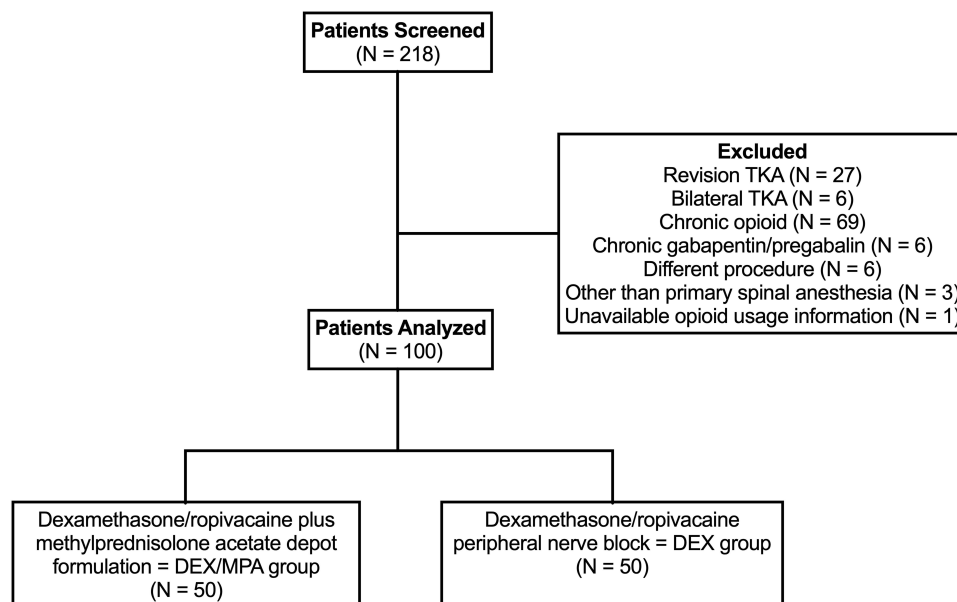 Patients Screened
(N = 218)
Excluded
Revision TKA (N = 27)
Bilateral TKA (N = 6)
Chronic opioid (N = 69)
Chronic gabapentin/pregabalin (N = 6)
Different procedure (N = 6)
Other than primary spinal anesthesia (N = 3)
Unavailable opioid usage information (N = 1)
Patients Analyzed
(N = 100)
Dexamethasone/ropivacaine plus
methylprednisolone acetate depot
formulation = DEX/MPA group
(N = 50)
Dexamethasone/ropivacaine
peripheral nerve block = DEX group
(N = 50)